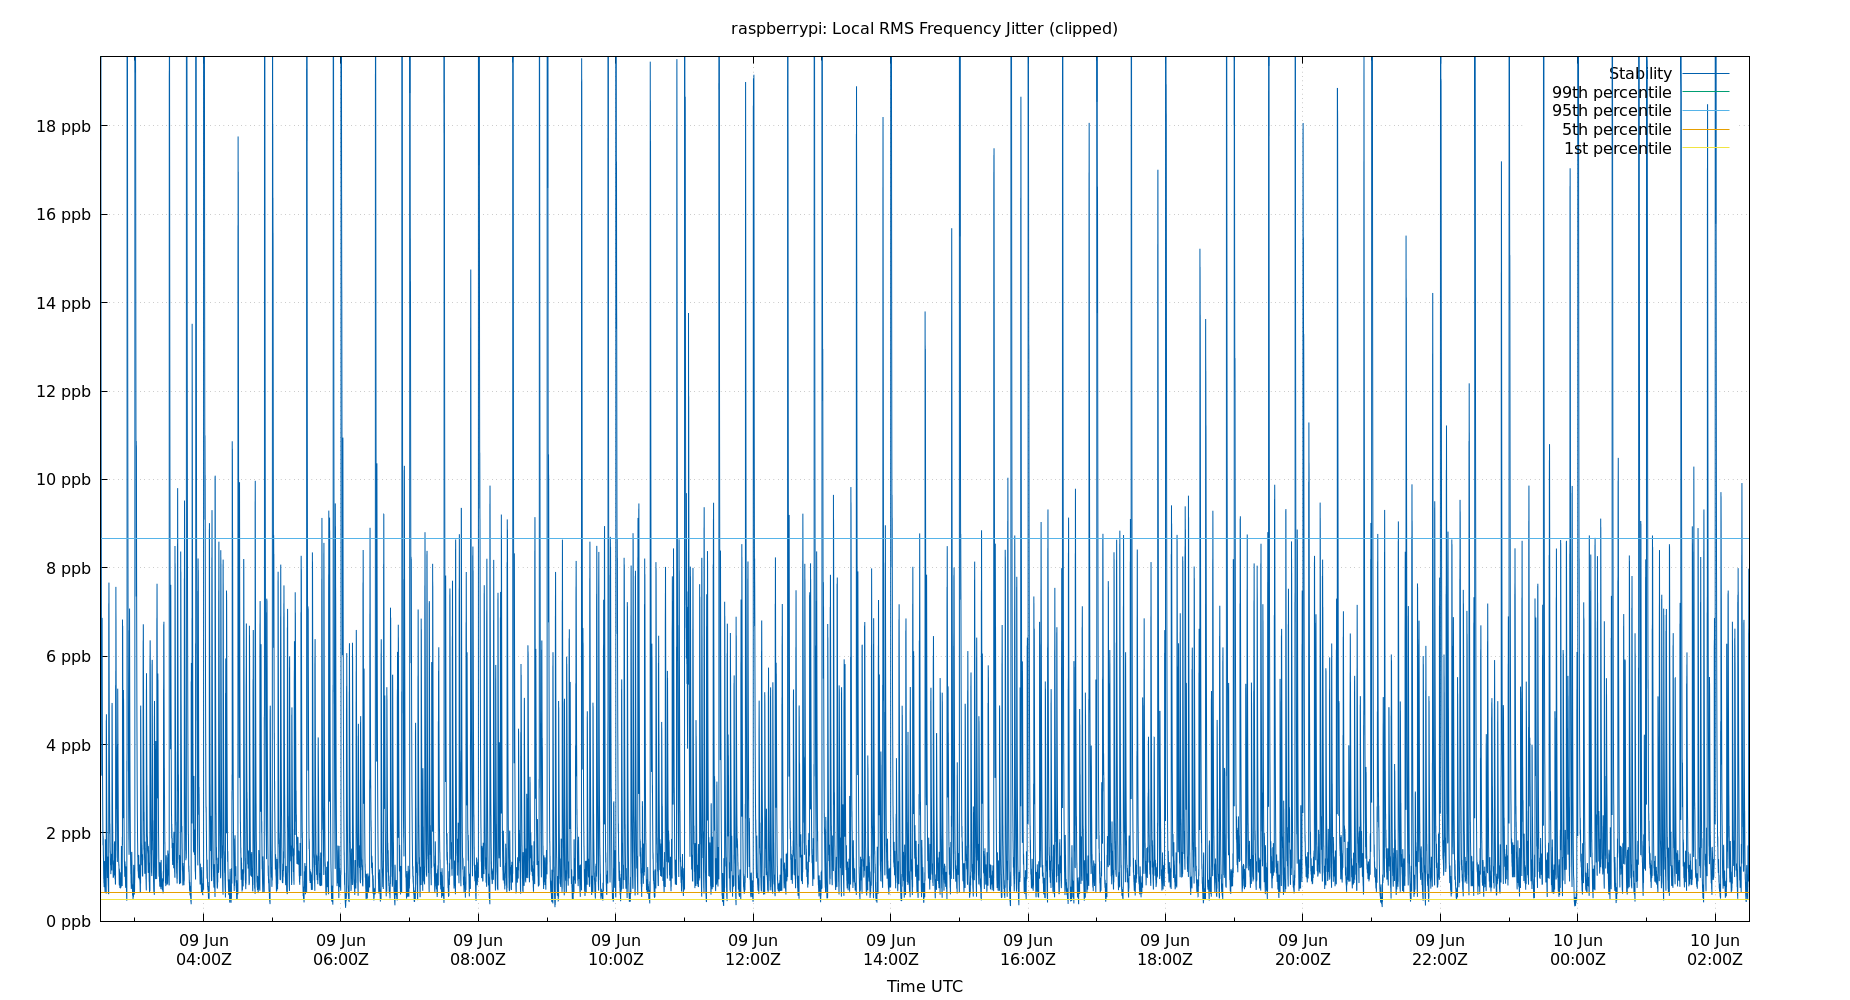 raspberrypi: Local RMS Frequency Jitter (clipped)
Stability
99th percentile
95th percentile
5th percentile
1st percentile
18 ppb
16 ppb
14 ppb
12 ppb
10 ppb
8 ppb
6 ppb
4 ppb
2 ppb
0 ppb
09 Jun 09 Jun 09 Jun 09 Jun 09 Jun 09 Jun 09 Jun 09 Jun 09 Jun 09 Jun 10 Jun 10 Jun
04:00Z 06:00Z 08:00Z 10:00Z 12:00Z 14:00Z 16:00Z 18:00Z 20:00Z 22:00Z 00:00Z 02:00Z
Time UTC